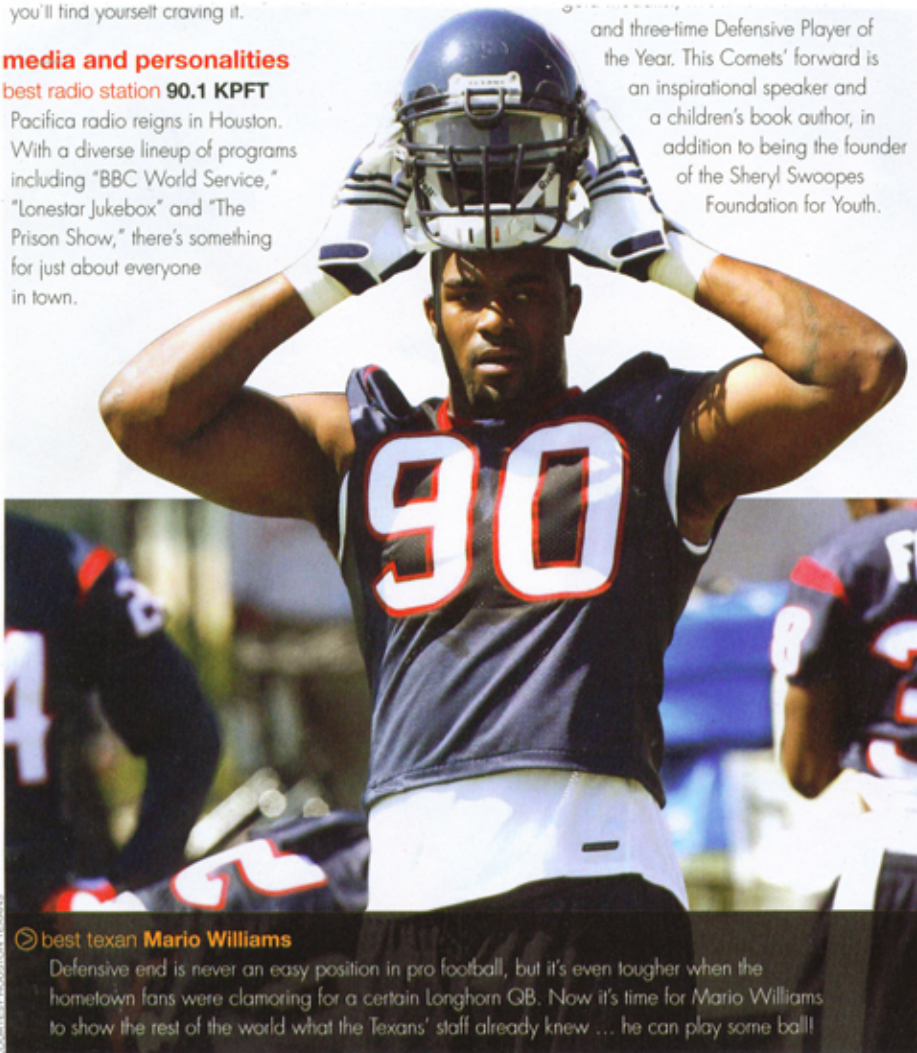 you'll find yourself craving it.
media and personalities
best radio station 90.1 KPFT
Pacifica radio reigns in Houston.
With a diverse lineup of programs
including "BBC World Service,"
"Lonestar Jukebox" and "The
Prison Show," there's something
for just about everyone
in town.
and three-time Defensive Player of
the Year. This Comets' forward is
an inspirational speaker and
a children's book author, in
addition to being the founder
of the Sheryl Swoopes
Foundation for Youth.
TEXANS
90
4
2
2
8
3
F
best texan Mario Williams
Defensive end is never an easy position in pro football, but it's even tougher when the
hometown fans were clamoring for a certain Longhorn QB. Now it's time for Mario Williams
to show the rest of the world what the Texans' staff already knew ... he can play some ball!